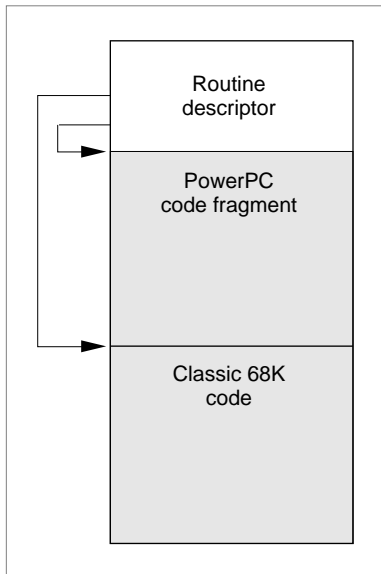 Routine
descriptor
PowerPC
code fragment
Classic 68K
code